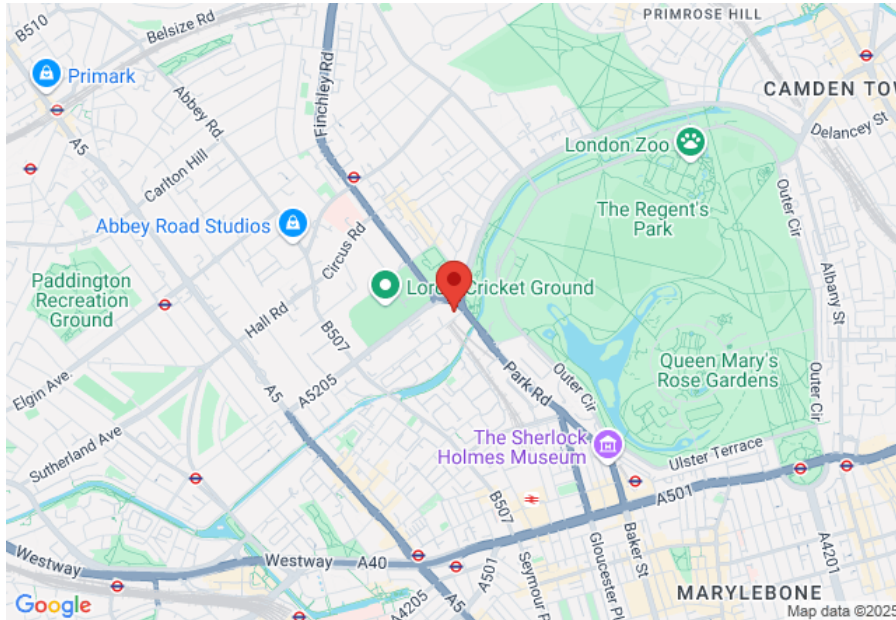 PRIMROSE HILL
B510
Belsize Rd
Primark
Finchley Rd
Abbey Rd.
A5
CAMDEN TOW
Delancey St
London Zoo
Carlton Hill
The Regent's
Park
Outer Cir
Abbey Road Studios
Circus Rd
Paddington
Recreation
Ground
Lord's Cricket Ground
Albany St
Hall Rd
B507
Elgin Ave.
A5205
A5
Park Rd
Outer Cir
Queen Mary's
Rose Gardens
Outer Cir
Sutherland Ave
The Sherlock
Holmes Museum
Ulster Terrace
A501
B507
Baker St
Gloucester Pl
Seymour Pl
A501
A4201
Westway
Westway
A40
A4205
A5
MARYLEBONE
Google
Map data ©2025